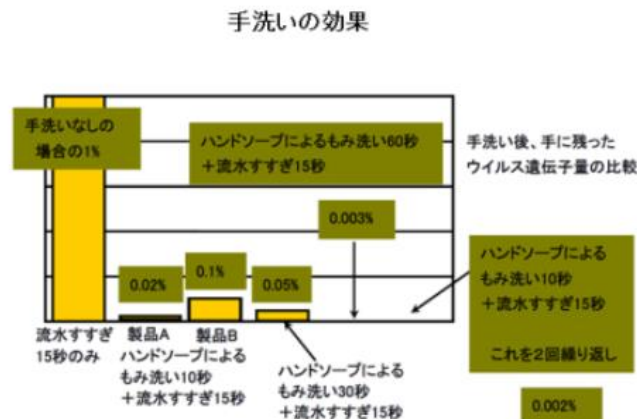 手洗いの効果
手洗いなしの
場合の1%
ハンドソープによるもみ洗い60秒
＋流水すすぎ15秒
手洗い後、手に残った
ウイルス遺伝子量の比較
0.003%
0.02%
0.1%
0.05%
ハンドソープによる
もみ洗い10秒
＋流水すすぎ15秒
これを２回繰り返し
0.002%
流水すすぎ
15秒のみ
製品A
製品B
ハンドソープによる
もみ洗い10秒
＋流水すすぎ15秒
ハンドソープによる
もみ洗い30秒
＋流水すすぎ15秒